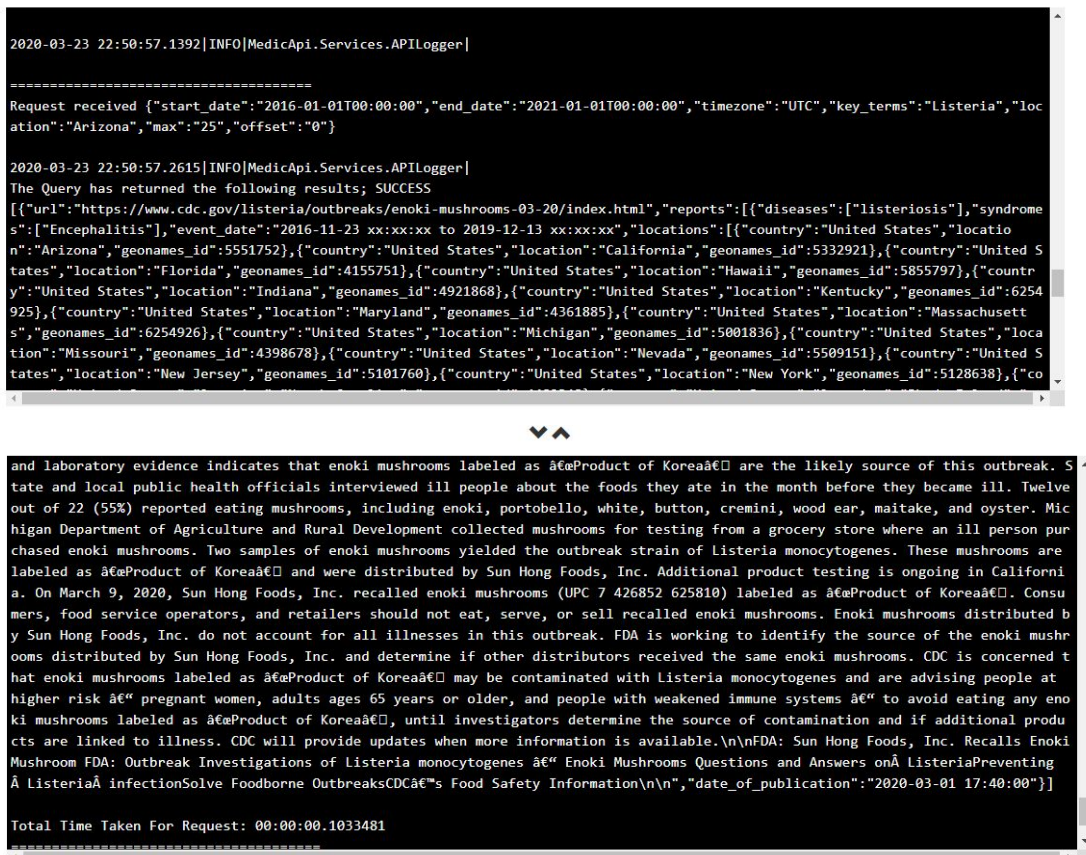 2020-03-23 22:50:57.1392|INFO|MedicApi.Services.APILogger|
======================================
Request received {"start_date":"2016-01-01T00:00:00","end_date":"2021-01-01T00:00:00","timezone":"UTC","key_terms":"Listeria","loc
ation":"Arizona","max":"25","offset":"0"}
2020-03-23 22:50:57.2615|INFO|MedicApi.Services.APILogger|
The Query has returned the following results; SUCCESS
[{"url":"https://www.cdc.gov/listeria/outbreaks/enoki-mushrooms-03-20/index.html","reports":[{"diseases":["listeriosis"],"syndrome
s":["Encephalitis"],"event_date":"2016-11-23 xx:xx:xx to 2019-12-13 xx:xx:xx","locations":[{"country":"United States","locatio
n":"Arizona","geonames_id":5551752},{"country":"United States","location":"California","geonames_id":5332921},{"country":"United S
tates","location":"Florida","geonames_id":4155751},{"country":"United States","location":"Hawaii","geonames_id":5855797},{"countr
y":"United States","location":"Indiana","geonames_id":4921868},{"country":"United States","location":"Kentucky","geonames_id":6254
925},{"country":"United States","location":"Maryland","geonames_id":4361885},{"country":"United States","location":"Massachusett
s","geonames_id":6254926},{"country":"United States","location":"Michigan","geonames_id":5001836},{"country":"United States","loca
tion":"Missouri","geonames_id":4398678},{"country":"United States","location":"Nevada","geonames_id":5509151},{"country":"United S
tates","location":"New Jersey","geonames_id":5101760},{"country":"United States","location":"New York","geonames_id":5128638},{"co
and laboratory evidence indicates that enoki mushrooms labeled as â€œProduct of Koreaâ€□ are the likely source of this outbreak. S
tate and local public health officials interviewed ill people about the foods they ate in the month before they became ill. Twelve
out of 22 (55%) reported eating mushrooms, including enoki, portobello, white, button, cremini, wood ear, maitake, and oyster. Mic
higan Department of Agriculture and Rural Development collected mushrooms for testing from a grocery store where an ill person pur
chased enoki mushrooms. Two samples of enoki mushrooms yielded the outbreak strain of Listeria monocytogenes. These mushrooms are
labeled as â€œProduct of Koreaâ€□ and were distributed by Sun Hong Foods, Inc. Additional product testing is ongoing in Californi
a. On March 9, 2020, Sun Hong Foods, Inc. recalled enoki mushrooms (UPC 7 426852 625810) labeled as â€œProduct of Koreaâ€□. Consu
mers, food service operators, and retailers should not eat, serve, or sell recalled enoki mushrooms. Enoki mushrooms distributed b
y Sun Hong Foods, Inc. do not account for all illnesses in this outbreak. FDA is working to identify the source of the enoki mushr
ooms distributed by Sun Hong Foods, Inc. and determine if other distributors received the same enoki mushrooms. CDC is concerned t
hat enoki mushrooms labeled as â€œProduct of Koreaâ€□ may be contaminated with Listeria monocytogenes and are advising people at
higher risk â€“ pregnant women, adults ages 65 years or older, and people with weakened immune systems â€“ to avoid eating any eno
ki mushrooms labeled as â€œProduct of Koreaâ€□, until investigators determine the source of contamination and if additional produ
cts are linked to illness. CDC will provide updates when more information is available.\n\nFDA: Sun Hong Foods, Inc. Recalls Enoki
Mushroom FDA: Outbreak Investigations of Listeria monocytogenes â€“ Enoki Mushrooms Questions and Answers onÂ ListeriaPreventing
Â ListeriaÂ infectionSolve Foodborne OutbreaksCDCâ€™s Food Safety Information\n\n","date_of_publication":"2020-03-01 17:40:00"}]
Total Time Taken For Request: 00:00:00.1033481
=======================================